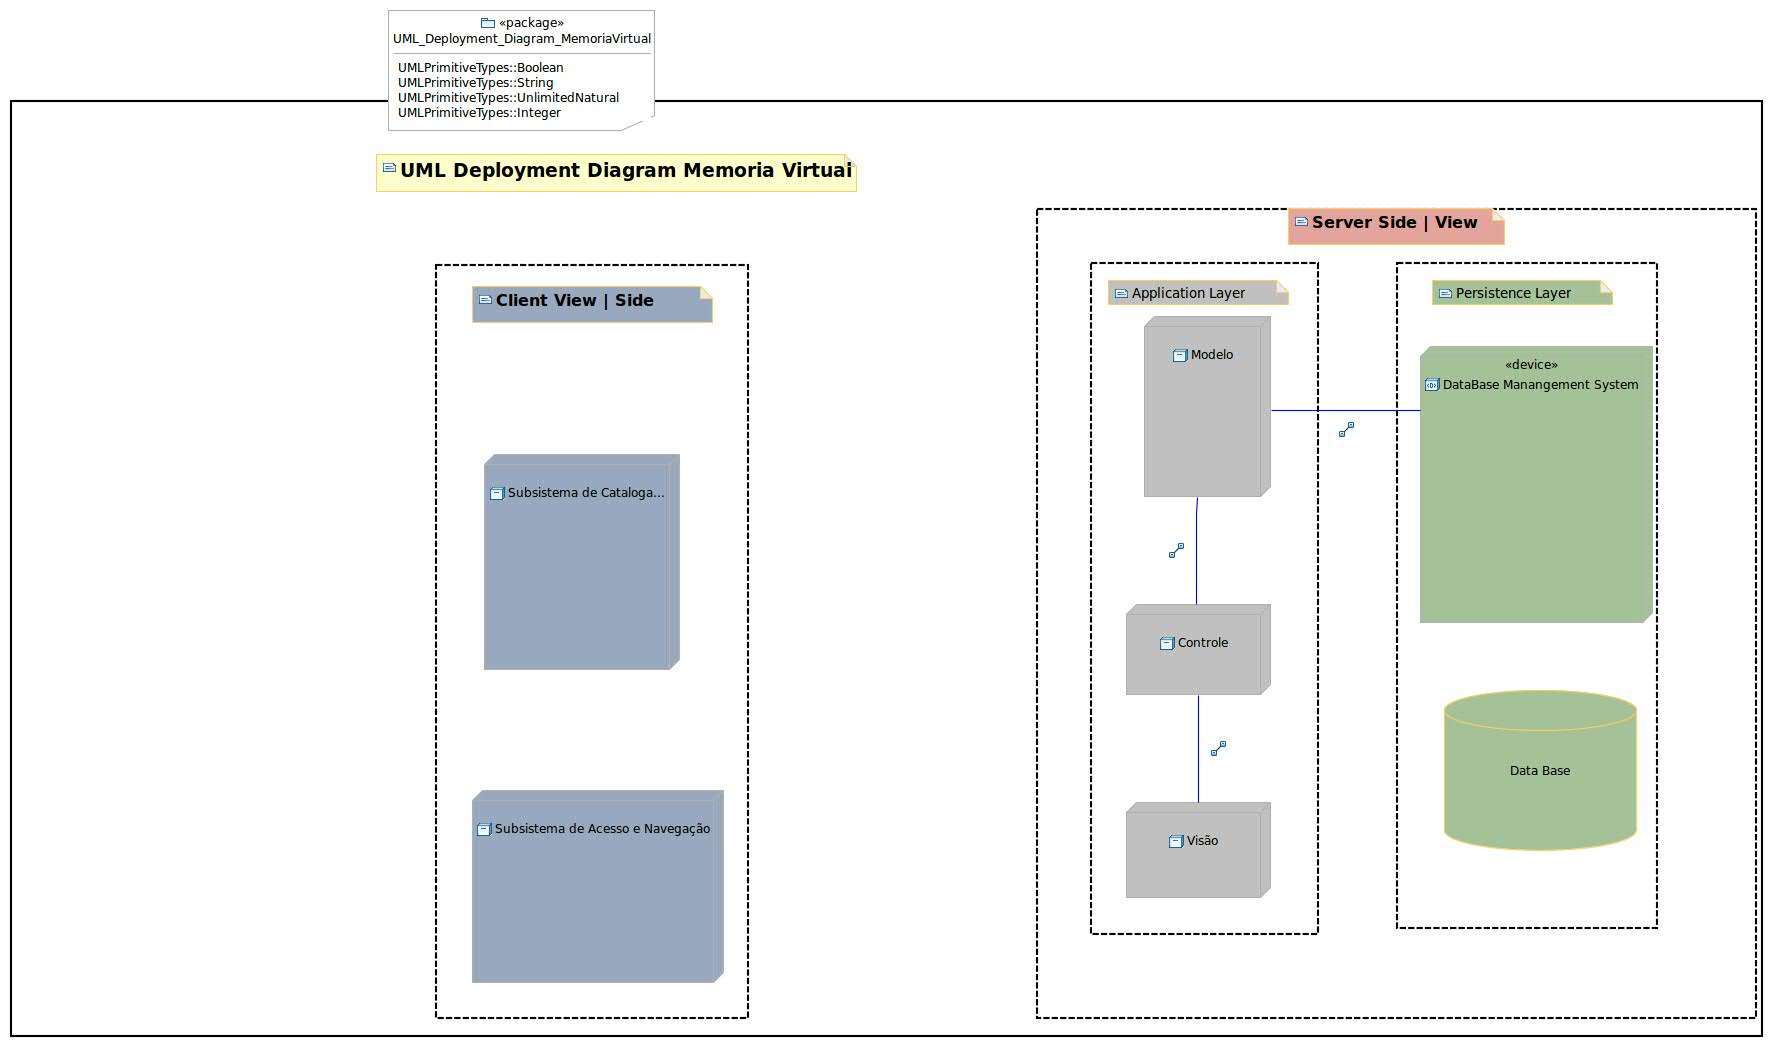 «package»
UML_Deployment_Diagram_MemoriaVirtual
UMLPrimitiveTypes::Boolean
UMLPrimitiveTypes::String
UMLPrimitiveTypes::UnlimitedNatural
UMLPrimitiveTypes::Integer
UML Deployment Diagram Memoria Virtual
Client View | Side
Subsistema de Cataloga...
Subsistema de Acesso e Navegação
Server Side | View
Application Layer
Modelo
Controle
Visão
Persistence Layer
«device»
DataBase Manangement System
Data Base